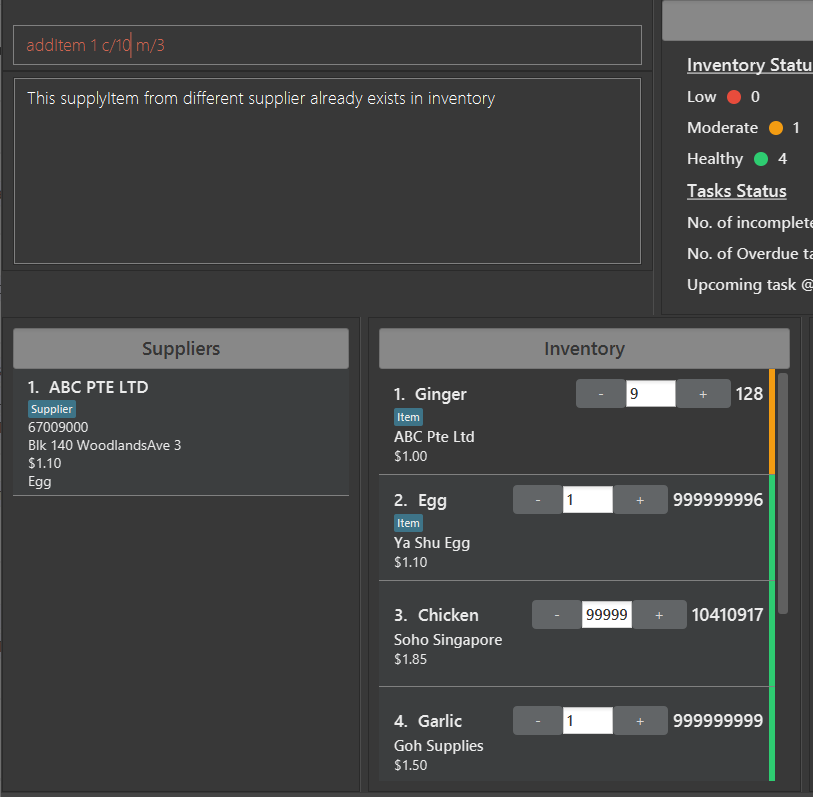 addItem 1 c/10 m/3
This supplyItem from different supplier already exists in inventory
Inventory Statu
Low 0
Moderate 1
Healthy 4
Tasks Status
No. of incomplete
No. of Overdue ta
Upcoming task @
Suppliers
1. ABC PTE LTD
Supplier
67009000
Blk 140 WoodlandsAve 3
$1.10
Egg
Inventory
1. Ginger - 9 + 128
Item
ABC Pte Ltd
$1.00
2. Egg - 1 + 999999996
Item
Ya Shu Egg
$1.10
3. Chicken - 99999 + 10410917
Soho Singapore
$1.85
4. Garlic - 1 + 999999999
Goh Supplies
$1.50